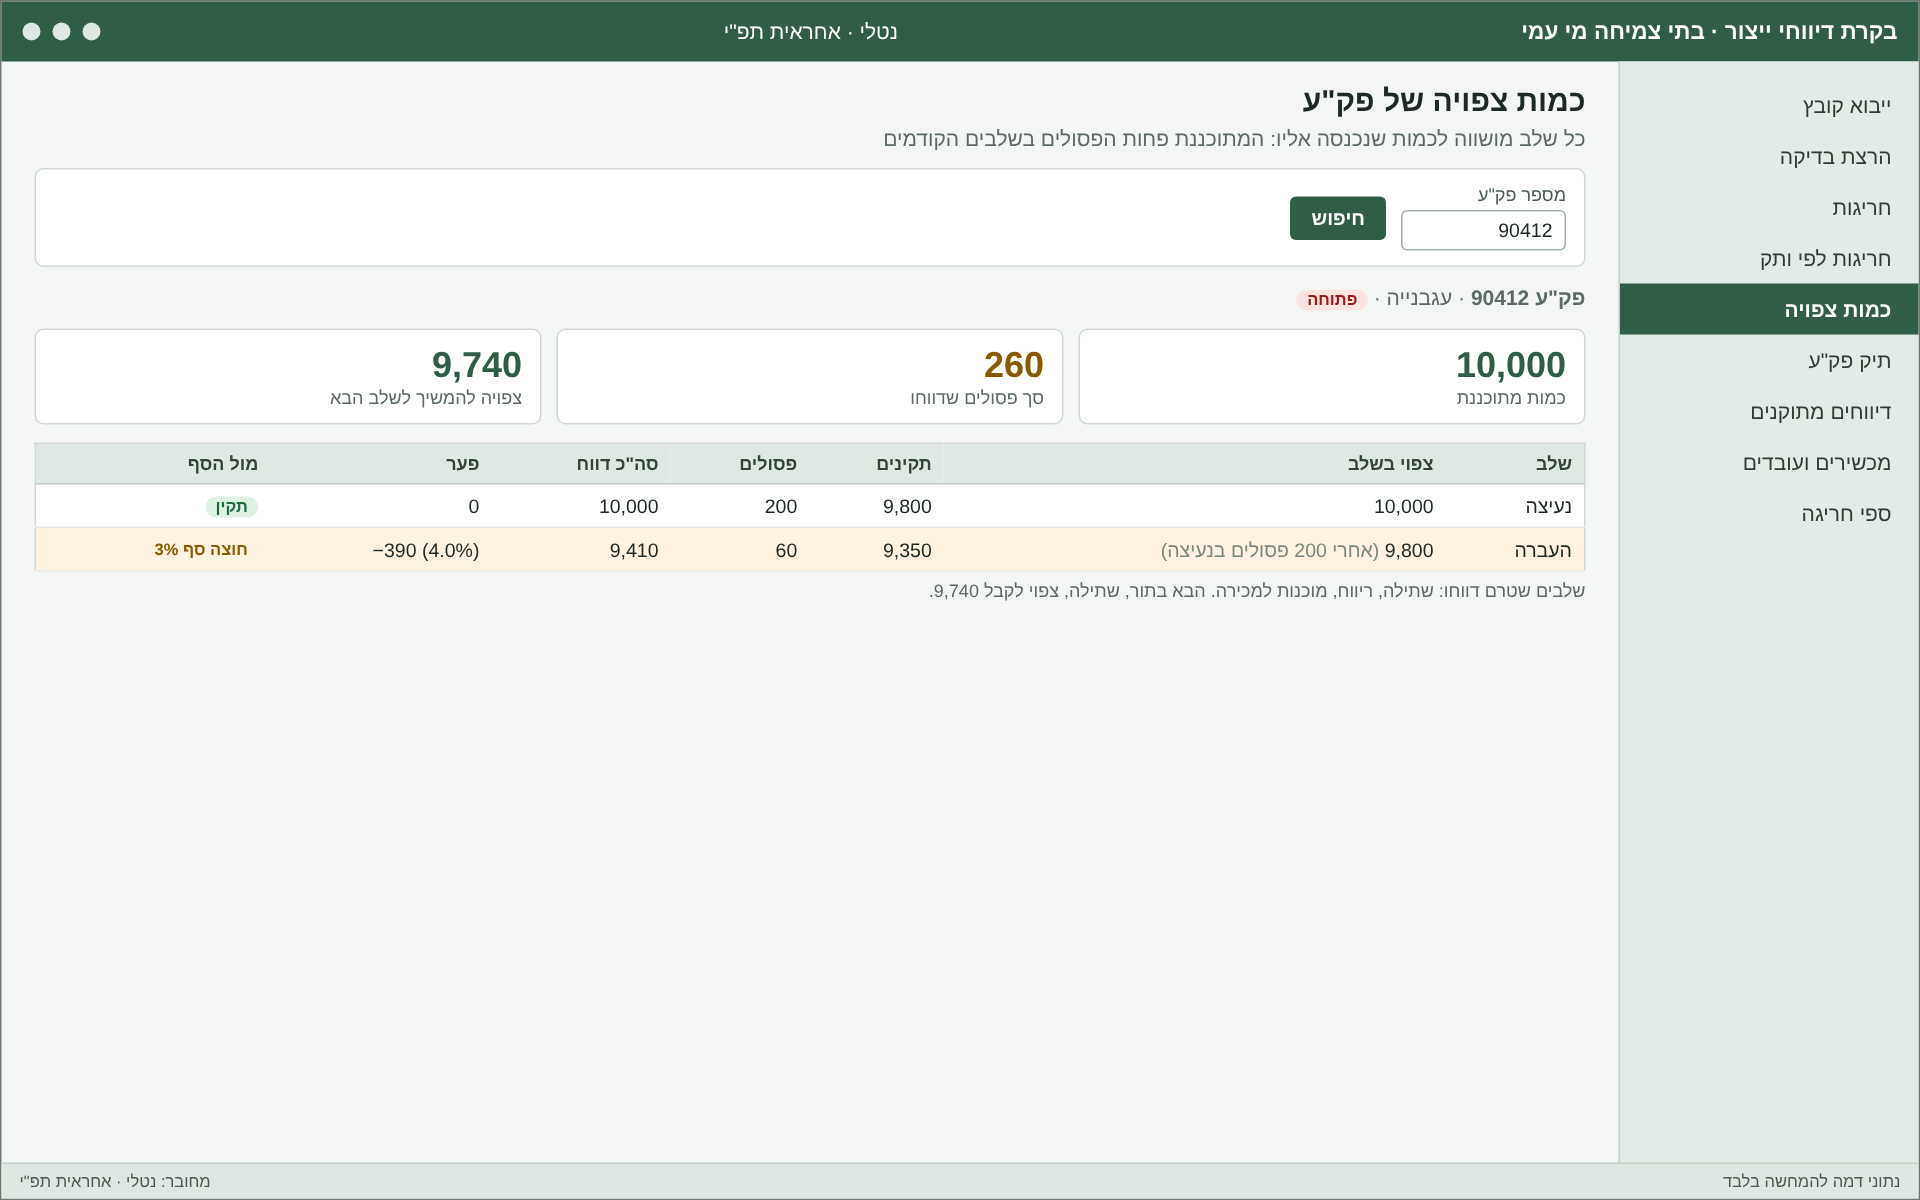 בקרת דיווחי ייצור · בתי צמיחה מי עמי
נטלי · אחראית תפ"י
ייבוא קובץ
הרצת בדיקה
חריגות
חריגות לפי ותק
כמות צפויה
תיק פק"ע
דיווחים מתוקנים
מכשירים ועובדים
ספי חריגה
כמות צפויה של פק"ע
כל שלב מושווה לכמות שנכנסה אליו: המתוכננת פחות הפסולים בשלבים הקודמים
מספר פק"ע
90412
חיפוש
פק"ע 90412 · עגבנייה · פתוחה
10,000
כמות מתוכננת
260
סך פסולים שדווחו
9,740
צפויה להמשיך לשלב הבא
שלב צפוי בשלב תקינים פסולים סה"כ דווח פער מול הסף
נעיצה 10,000 9,800 200 10,000 0 תקין
העברה 9,800 (אחרי 200 פסולים בנעיצה) 9,350 60 9,410 −390 (4.0%) חוצה סף 3%
שלבים שטרם דווחו: שתילה, ריווח, מוכנות למכירה. הבא בתור, שתילה, צפוי לקבל 9,740.
נתוני דמה להמחשה בלבד
מחובר: נטלי · אחראית תפ"י